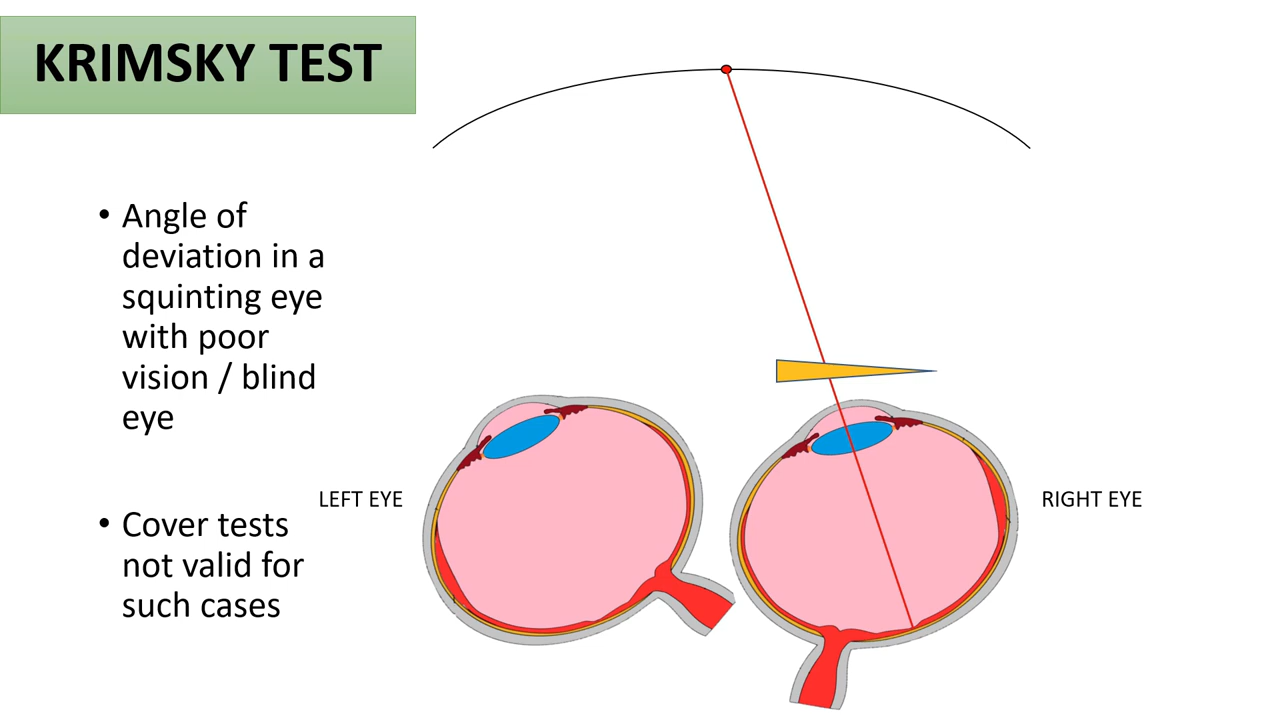 KRIMSKY TEST
• Angle of
deviation in a
squinting eye
with poor
vision / blind
eye
• Cover tests
not valid for
such cases
LEFT EYE
RIGHT EYE